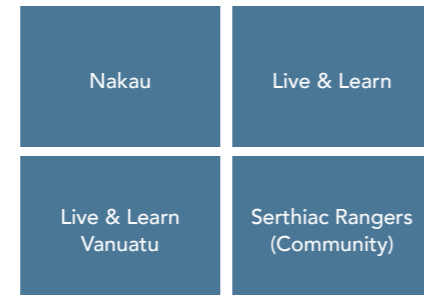 Nakau
Live & Learn
Live & Learn
Vanuatu
Serthiac Rangers
(Community)